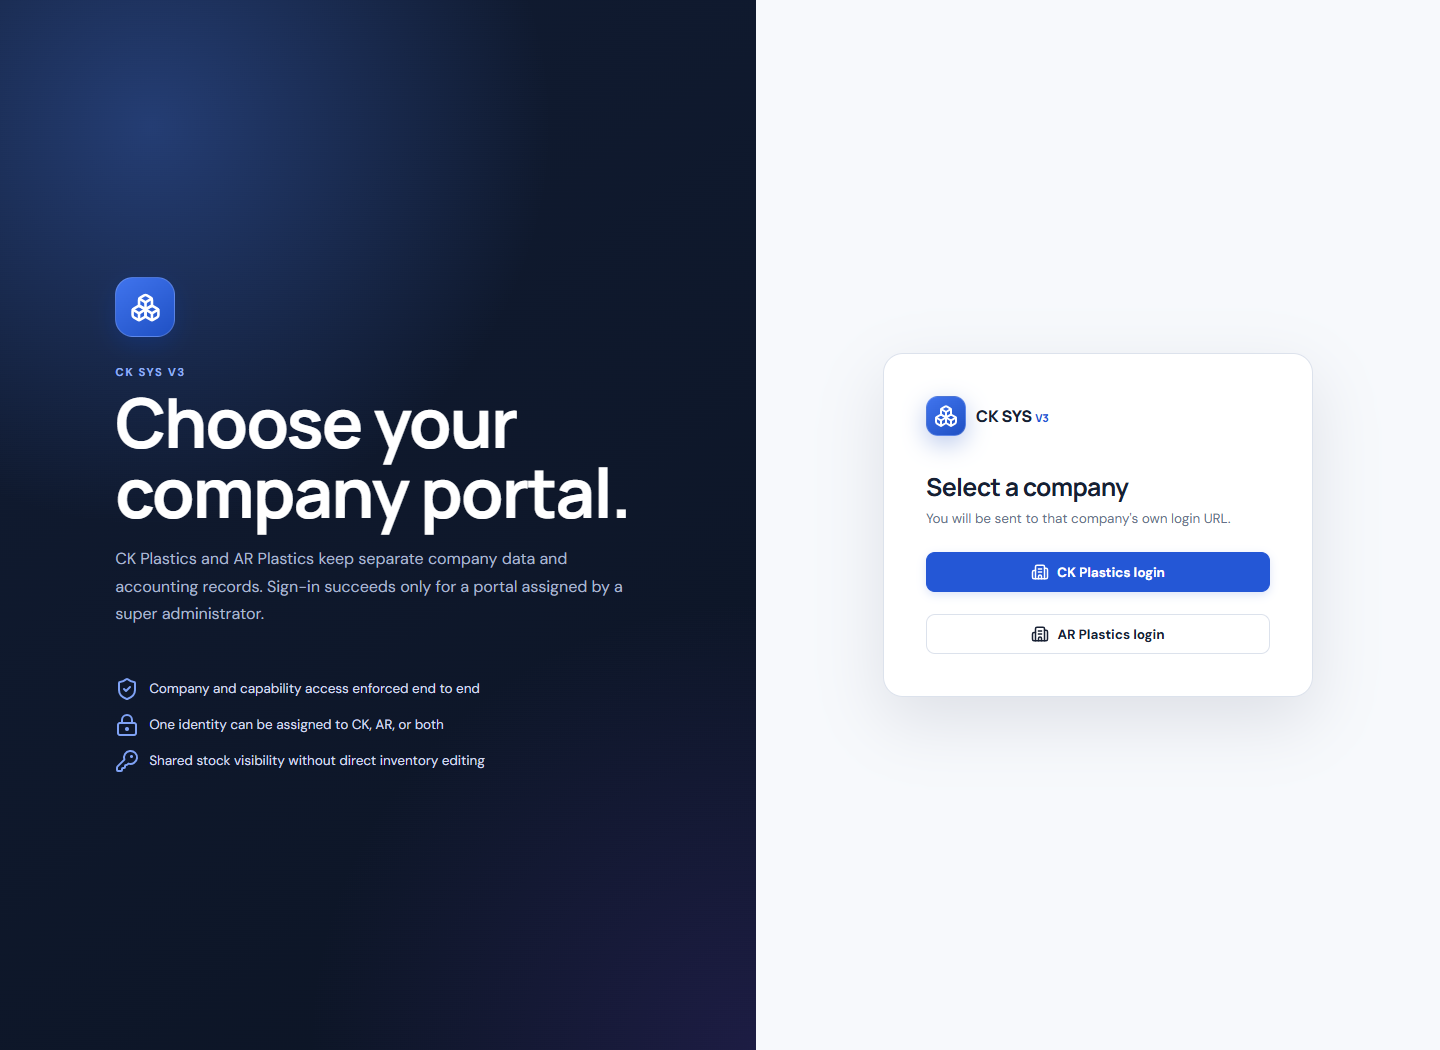 CK SYS V3
Choose your
company portal.
CK Plastics and AR Plastics keep separate company data and
accounting records. Sign-in succeeds only for a portal assigned by a
super administrator.
Company and capability access enforced end to end
One identity can be assigned to CK, AR, or both
Shared stock visibility without direct inventory editing
CK SYS V3
Select a company
You will be sent to that company's own login URL.
CK Plastics login
AR Plastics login